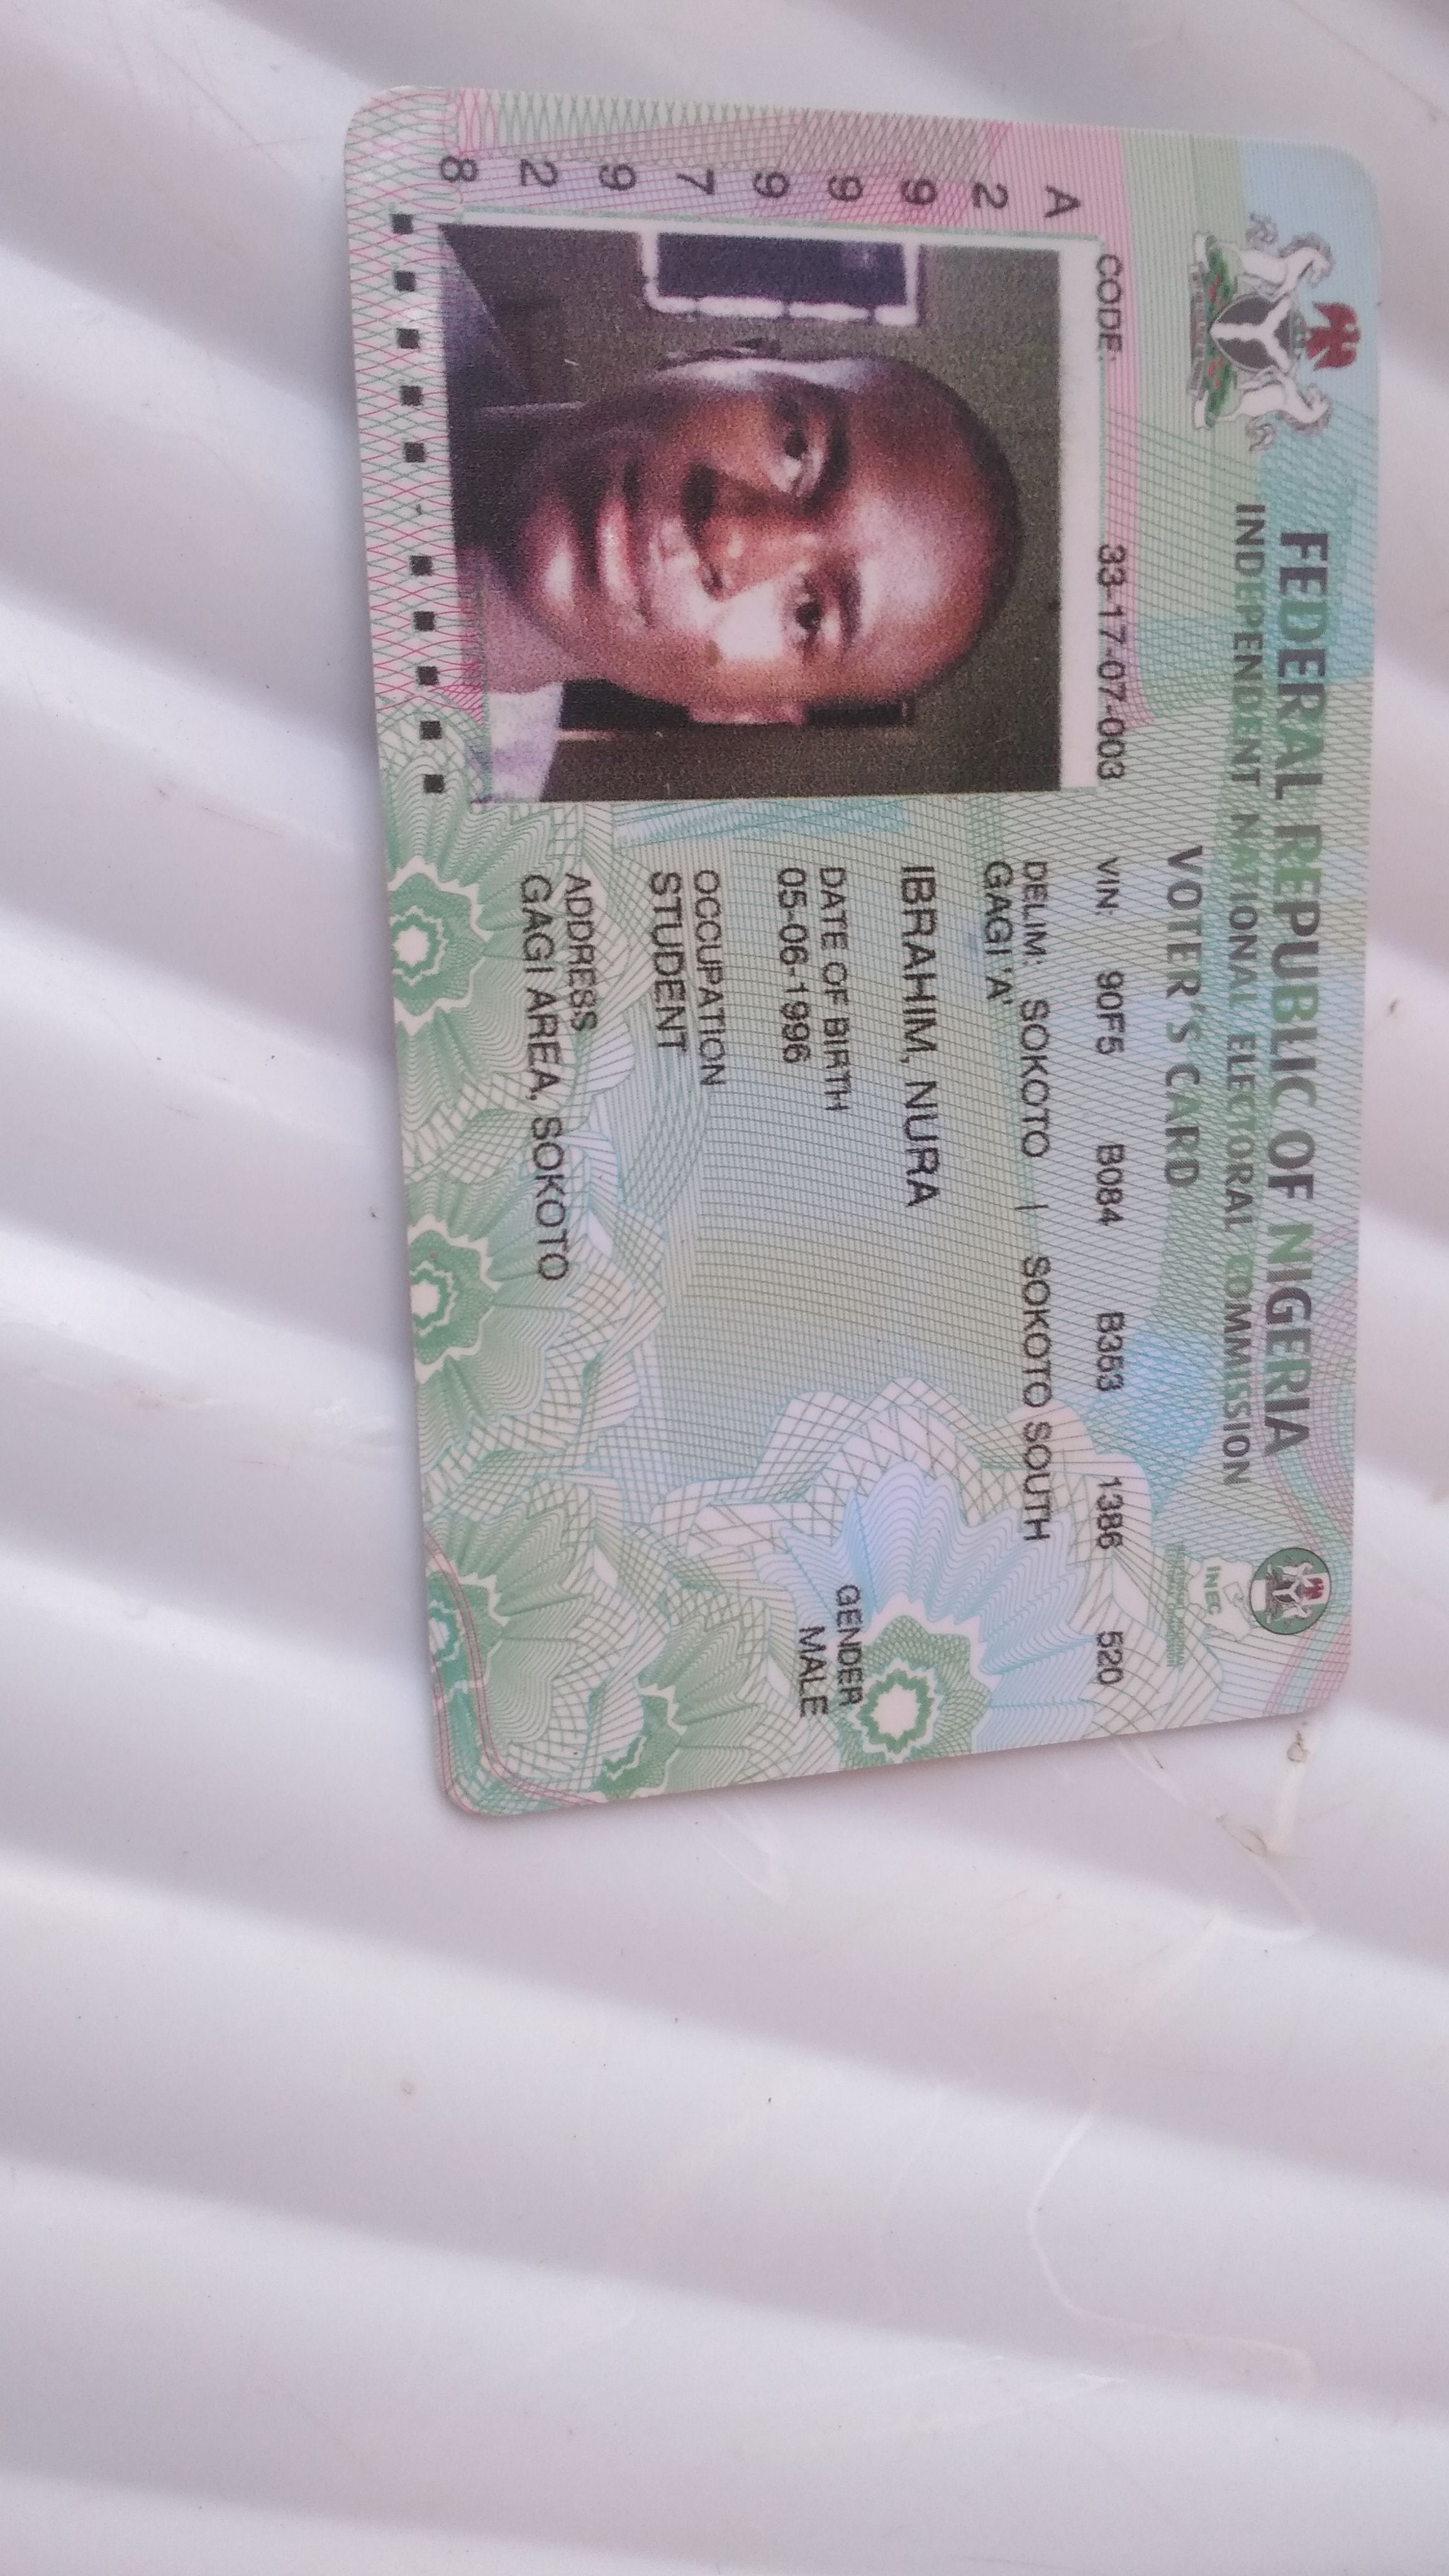 FEDERAL REPUBLIC OF NIGERIA
INDEPENDENT NATIONAL ELECTORAL COMMISSION
VOTER'S CARD
INEC
CODE: 33-17-07-003
VIN: 90F5 B084 B353 1386 520
DELIM: SOKOTO | SOKOTO SOUTH
GAGI 'A'
IBRAHIM, NURA
DATE OF BIRTH
05-06-1996
GENDER
MALE
OCCUPATION
STUDENT
ADDRESS
GAGI AREA, SOKOTO
A 2 9 9 9 7 9 2 8